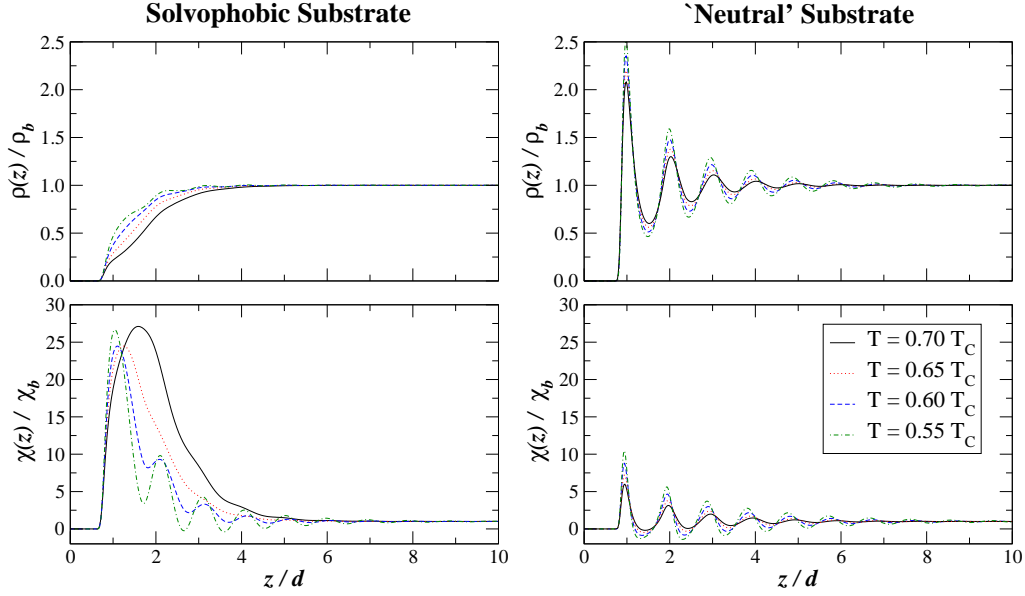 Solvophobic Substrate
`Neutral' Substrate
2.5
2.0
1.5
1.0
0.5
0.0
ρ(z) / ρb
2.5
2.0
1.5
1.0
0.5
0.0
ρ(z) / ρb
30
25
20
15
10
5
0
χ(z) / χb
0 2 4 6 8 10
z / d
30
25
20
15
10
5
0
χ(z) / χb
T = 0.70 TC
T = 0.65 TC
T = 0.60 TC
T = 0.55 TC
0 2 4 6 8 10
z / d